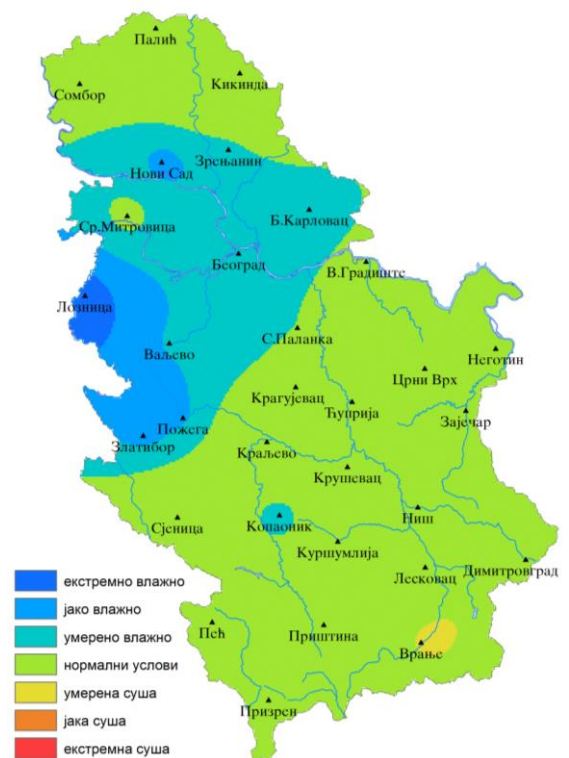 Палић
Кикинда
Сомбор
Зрењанин
Нови Сад
Б.Карловац
Ср.Митровица
Београд
В.Градиште
Лозница
С.Паланка
Ваљево
Неготин
Црни Врх
Крагујевац
Ћуприја
Зајечар
Пожега
Златибор
Краљево
Крушевац
Ниш
Сјеница
Копаоник
Куршумлија
Димитровград
Лесковац
екстремно влажно
јако влажно
Пећ
Приштина
умерено влажно
Врање
нормални услови
умерена суша
Призрен
јака суша
екстремна суша